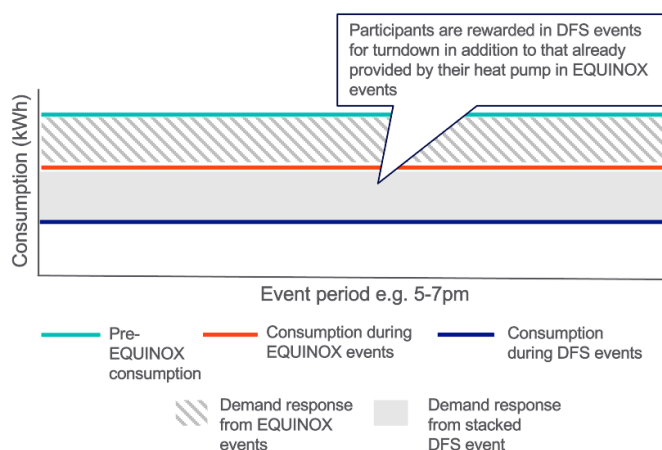 Participants are rewarded in DFS events
for turndown in addition to that already
provided by their heat pump in EQUINOX
events
Consumption (kWh)
Event period e.g. 5-7pm
Pre-
EQUINOX
consumption
Consumption during
EQUINOX events
Consumption
during DFS events
Demand response
from EQUINOX
events
Demand response
from stacked
DFS event